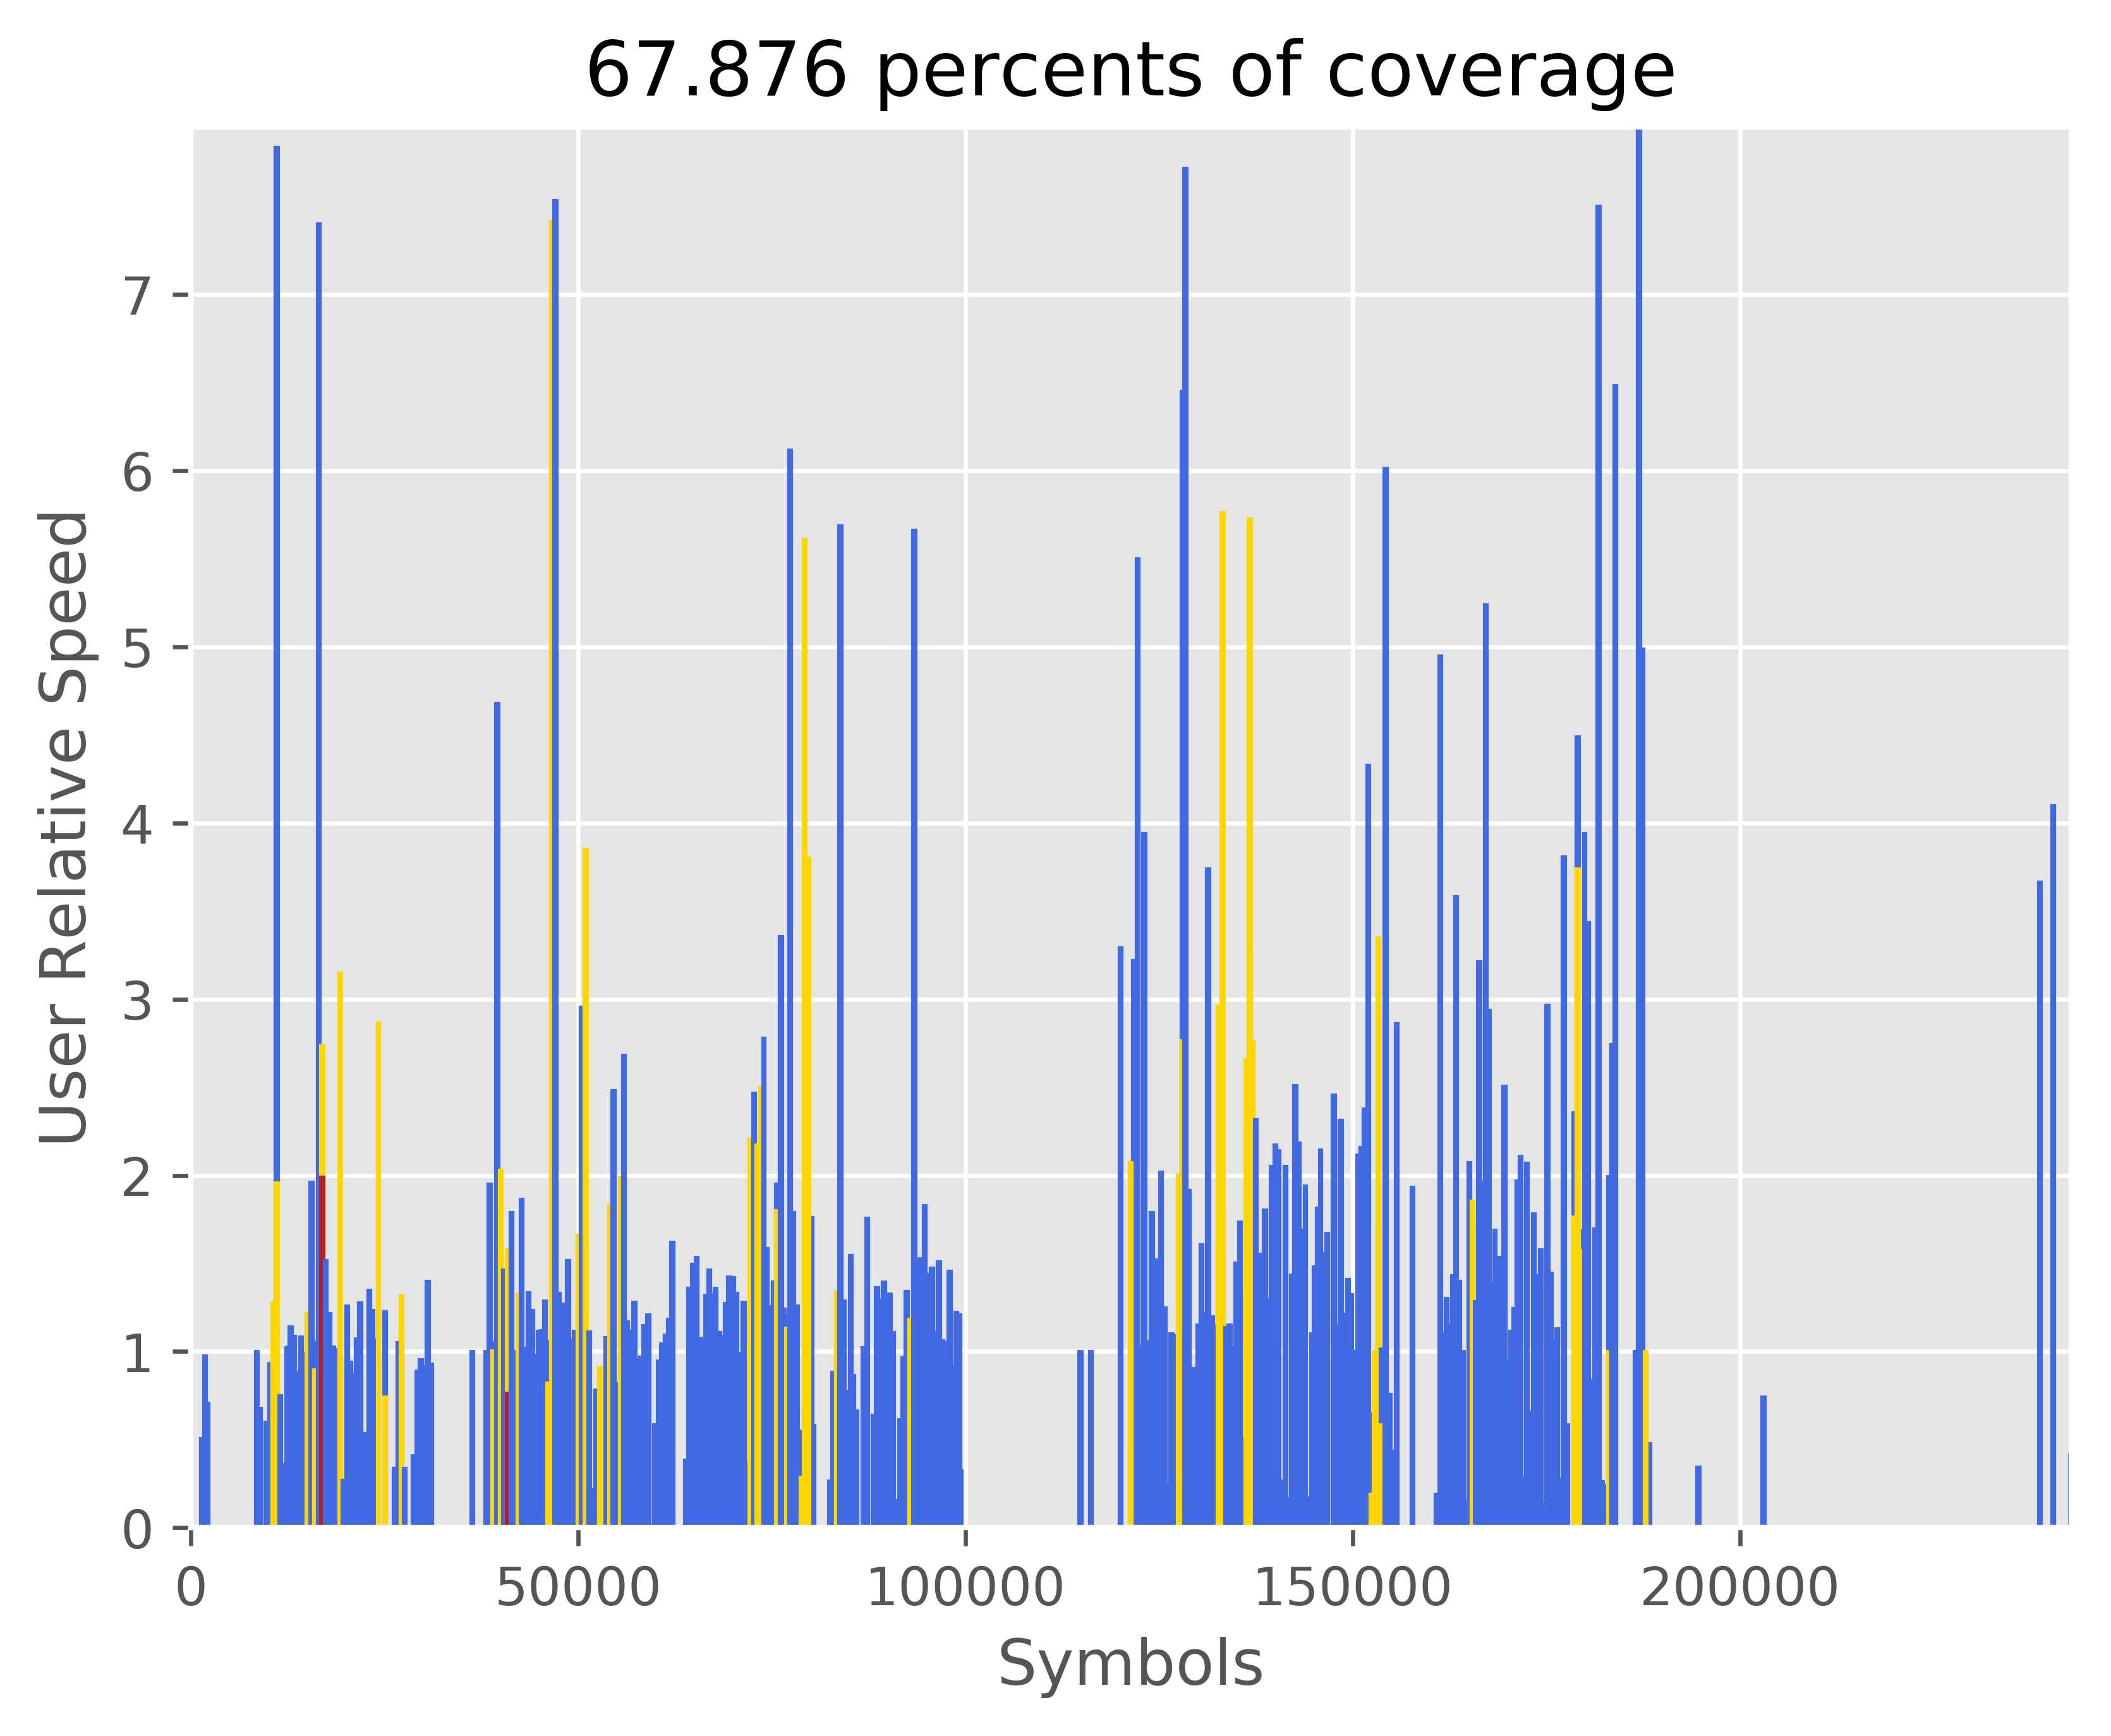 67.876 percents of coverage
User Relative Speed
7
6
5
4
3
2
1
0
0 50000 100000 150000 200000
Symbols